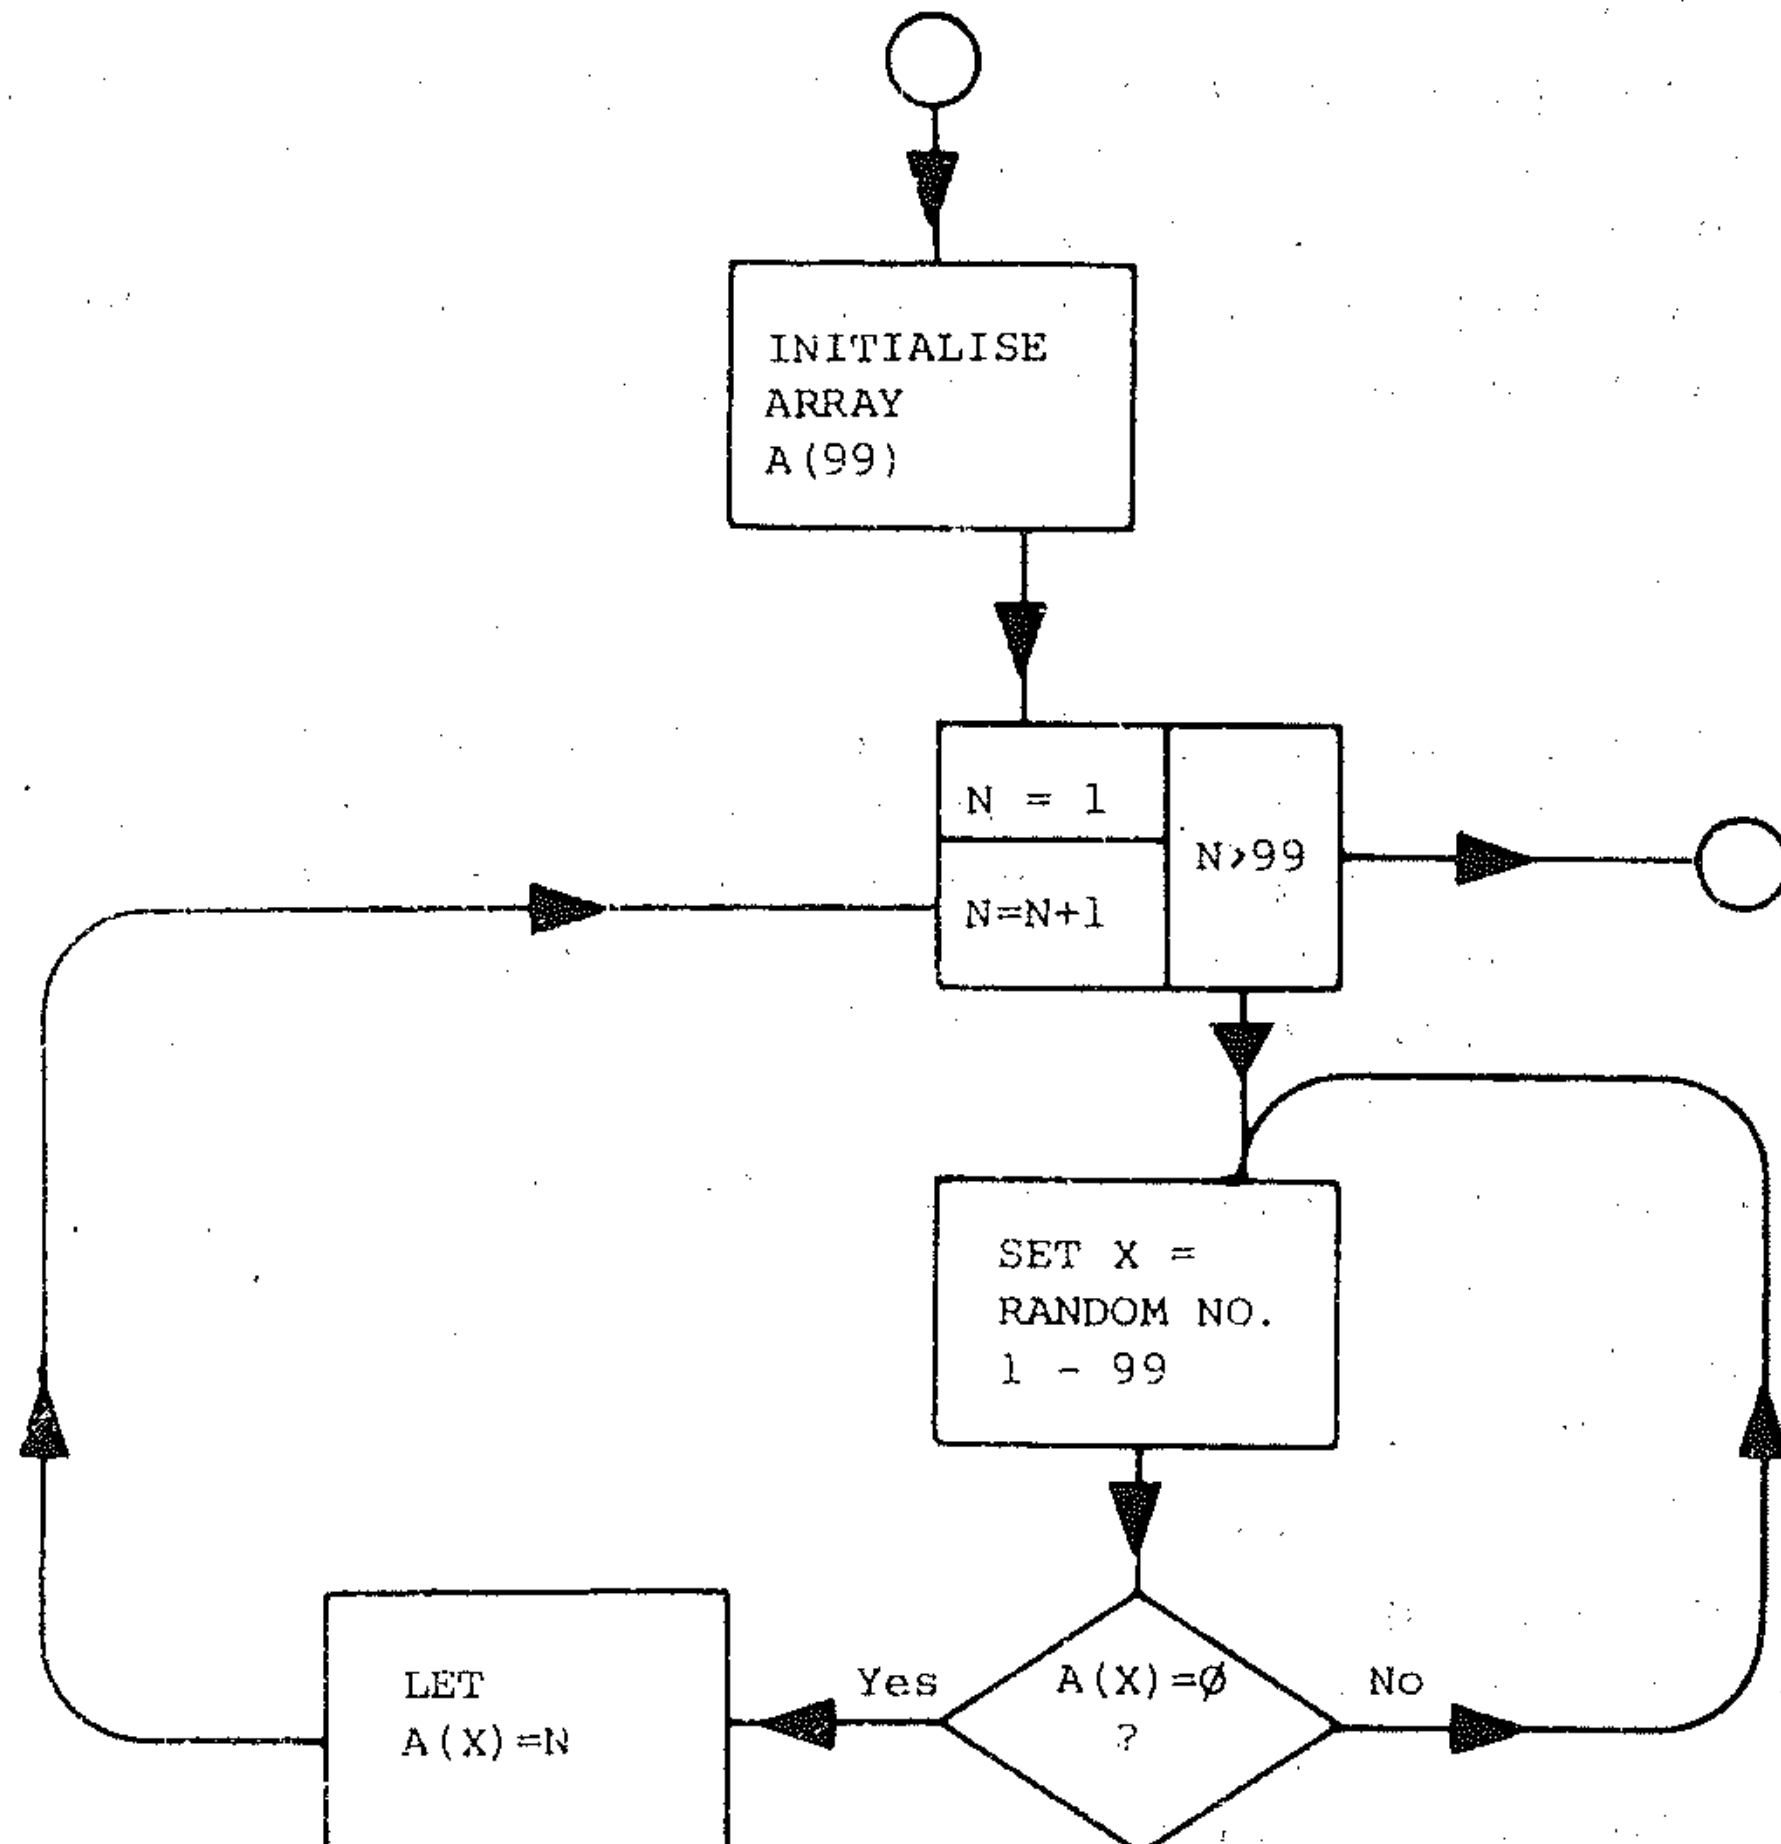 INITIALISE
ARRAY
A(99)
N = 1
N>99
N=N+1
SET X =
RANDOM NO.
1 - 99
Yes
A(X)=Ø
?
No
LET
A(X)=N